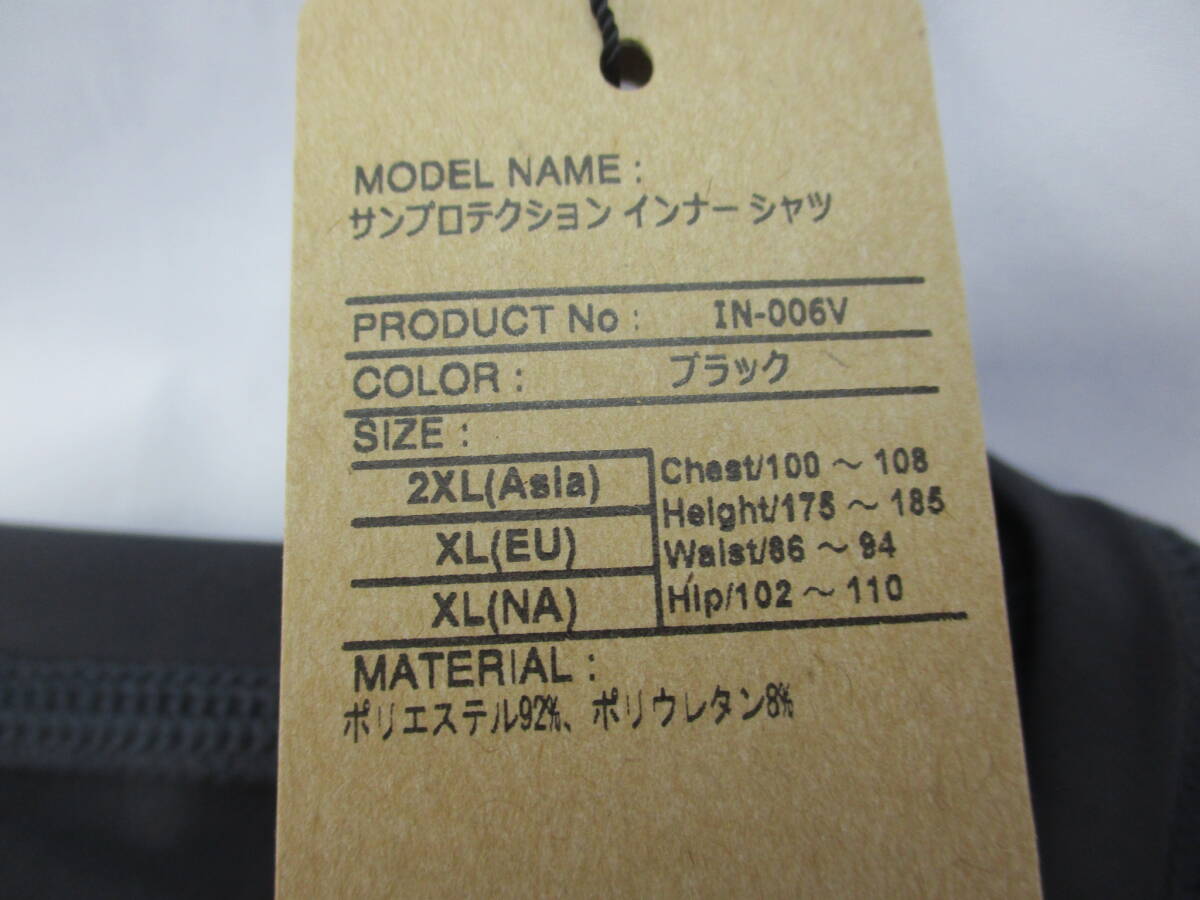 MODEL NAME :
サンプロテクション インナー シャツ
PRODUCT No : IN-006V
COLOR : ブラック
SIZE :
2XL(Asia)
XL(EU)
XL(NA)
Chest/100 ～ 108
Height/175 ～ 185
Waist/86 ～ 94
Hip/102 ～ 110
MATERIAL :
ポリエステル92%、ポリウレタン8%